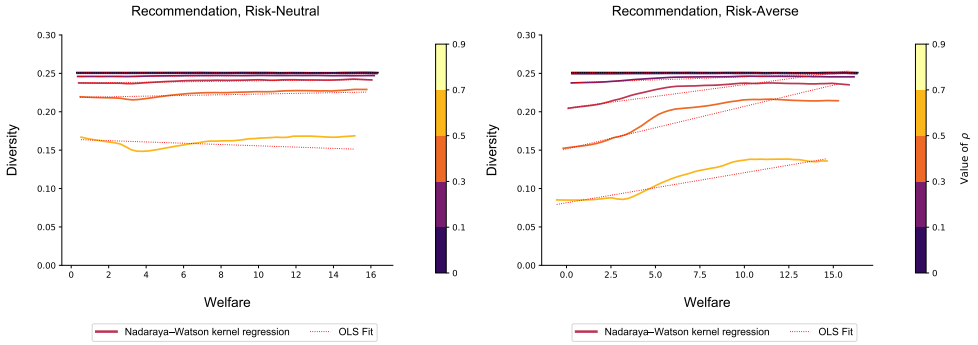 Recommendation, Risk-Neutral
0.30
0.25
0.20
0.15
0.10
0.05
0.00
Diversity
0 2 4 6 8 10 12 14 16
Welfare
0.9
0.7
0.5
0.3
0.1
0
Nadaraya–Watson kernel regression OLS Fit
Recommendation, Risk-Averse
0.30
0.25
0.20
0.15
0.10
0.05
0.00
Diversity
0.0 2.5 5.0 7.5 10.0 12.5 15.0
Welfare
0.9
0.7
0.5
0.3
0.1
0
Value of ρ
Nadaraya–Watson kernel regression OLS Fit